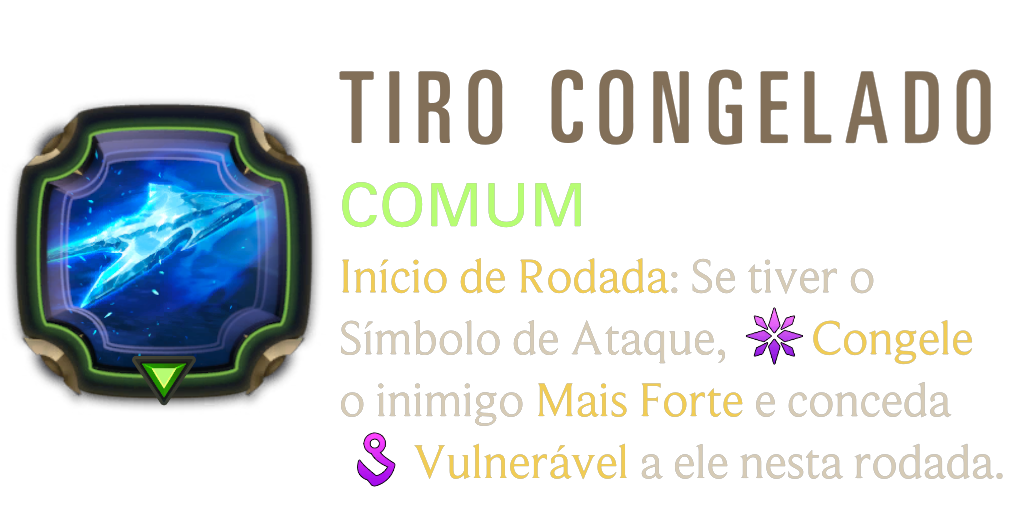 TIRO CONGELADO
COMUM
Início de Rodada: Se tiver o
Símbolo de Ataque, Congele
o inimigo Mais Forte e conceda
Vulnerável a ele nesta rodada.